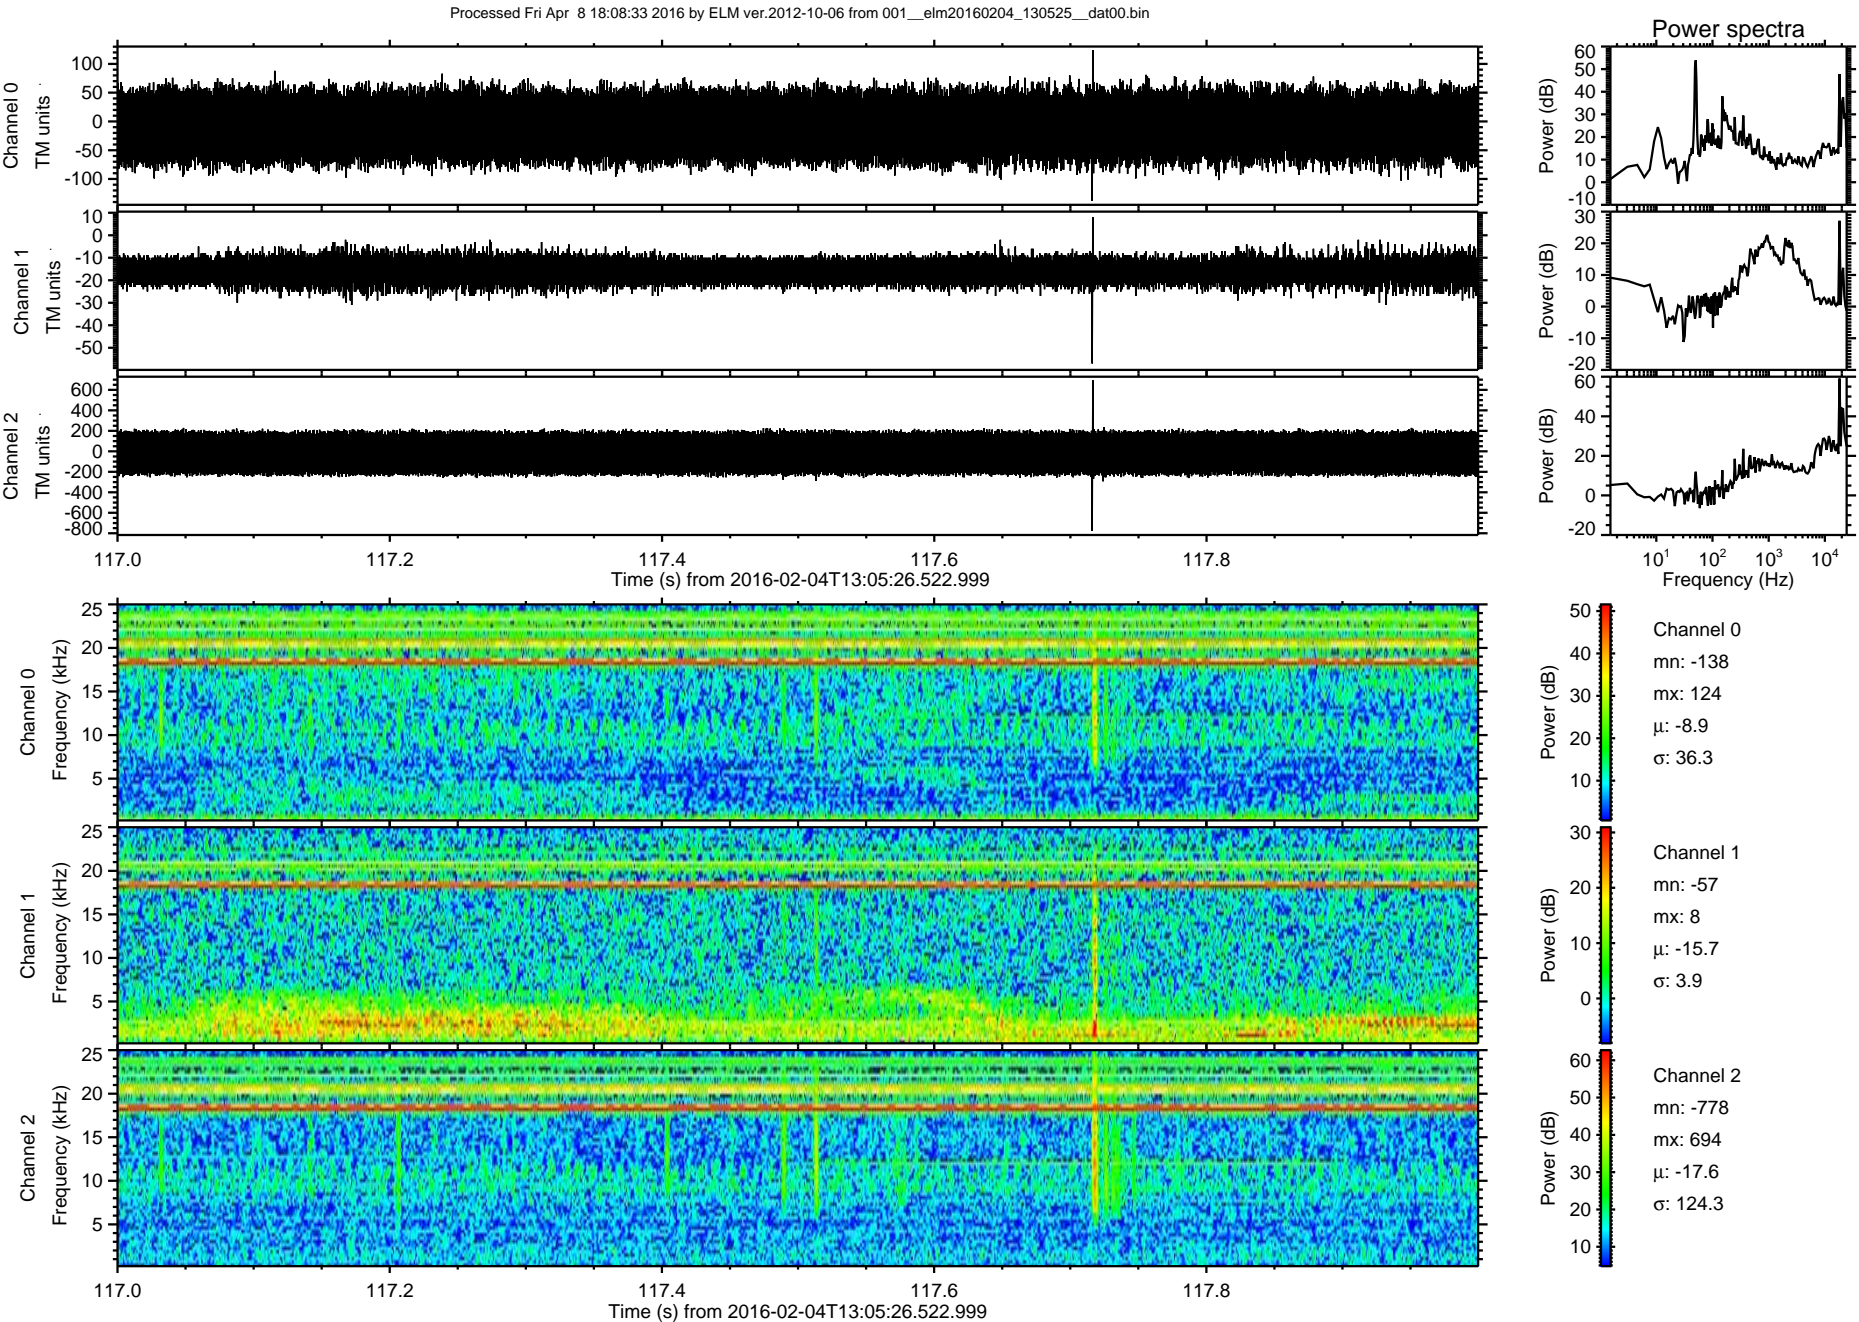 Processed Fri Apr  8 18:08:33 2016 by ELM ver.2012-10-06 from 001__elm20160204_130525__dat00.bin
Power spectra
Channel 0
TM units
100
50
0
-50
-100
Power (dB)
60
50
40
30
20
10
0
-10
Channel 1
TM units
10
0
-10
-20
-30
-40
-50
Power (dB)
30
20
10
0
-10
-20
Channel 2
TM units
600
400
200
0
-200
-400
-600
-800
Power (dB)
60
40
20
0
-20
117.0 117.2 117.4 117.6 117.8
Time (s) from 2016-02-04T13:05:26.522.999
10^1 10^2 10^3 10^4
Frequency (Hz)
Channel 0
Frequency (kHz)
25
20
15
10
5
Power (dB)
50
40
30
20
10
Channel 0
mn: -138
mx: 124
μ: -8.9
σ: 36.3
Channel 1
Frequency (kHz)
25
20
15
10
5
Power (dB)
30
20
10
0
Channel 1
mn: -57
mx: 8
μ: -15.7
σ: 3.9
Channel 2
Frequency (kHz)
25
20
15
10
5
Power (dB)
60
50
40
30
20
10
Channel 2
mn: -778
mx: 694
μ: -17.6
σ: 124.3
117.0 117.2 117.4 117.6 117.8
Time (s) from 2016-02-04T13:05:26.522.999